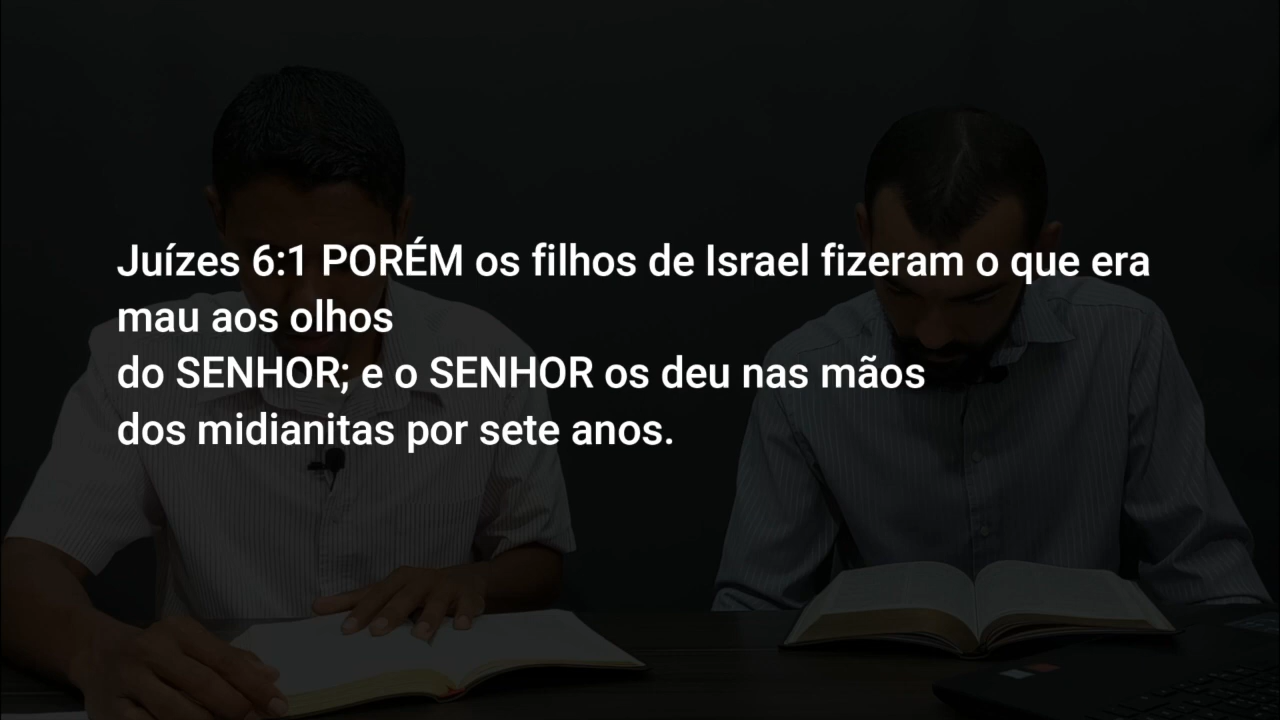 Juízes 6:1 PORÉM os filhos de Israel fizeram o que era
mau aos olhos
do SENHOR; e o SENHOR os deu nas mãos
dos midianitas por sete anos.